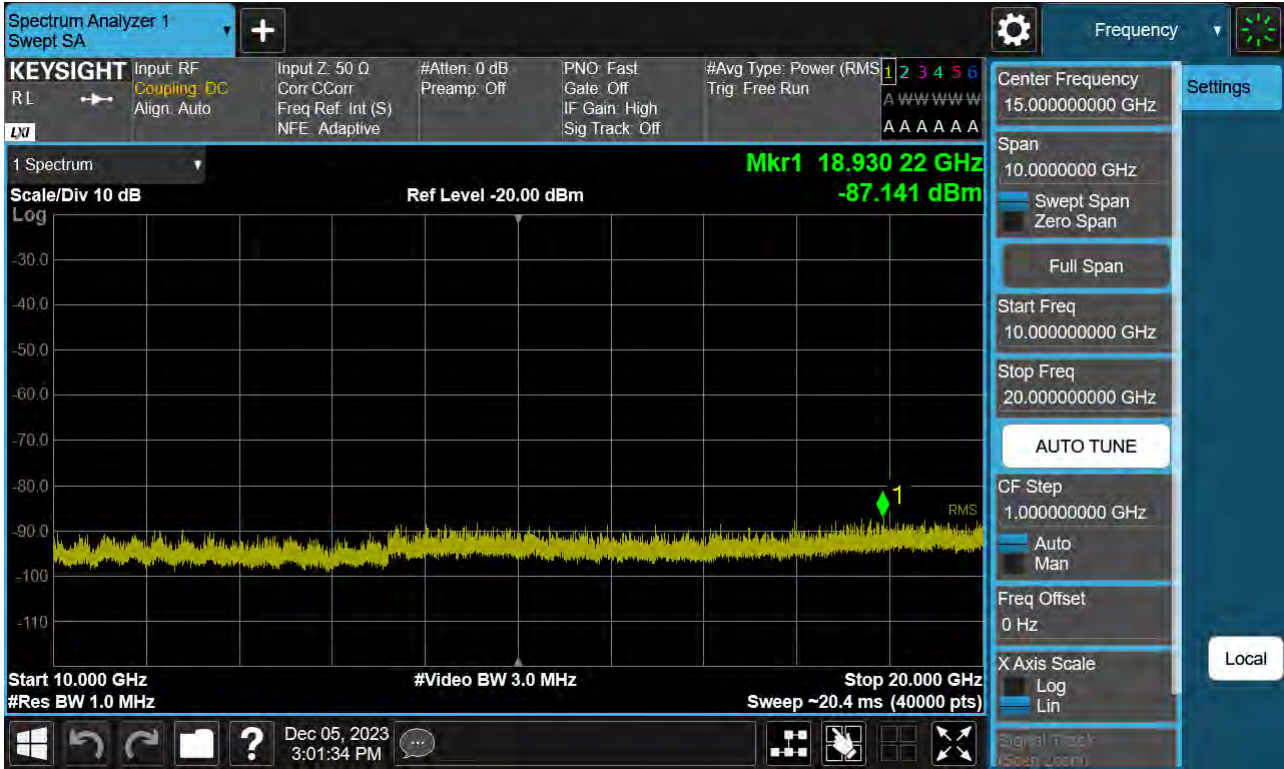 Spectrum Analyzer 1
Swept SA
+
Frequency
KEYSIGHT
R L
LXI
Input: RF
Coupling: DC
Align: Auto
Input Z: 50 Ω
Corr CCorr
Freq Ref: Int (S)
NFE: Adaptive
#Atten: 0 dB
Preamp: Off
PNO: Fast
Gate: Off
IF Gain: High
Sig Track: Off
#Avg Type: Power (RMS
Trig: Free Run
1 2 3 4 5 6
A W W W W W
A A A A A A
1 Spectrum
Scale/Div 10 dB
Log
Ref Level -20.00 dBm
Mkr1 18.930 22 GHz
-87.141 dBm
-30.0
-40.0
-50.0
-60.0
-70.0
-80.0
-90.0
-100
-110
1
RMS
Start 10.000 GHz
#Res BW 1.0 MHz
#Video BW 3.0 MHz
Stop 20.000 GHz
Sweep ~20.4 ms (40000 pts)
Center Frequency
15.000000000 GHz
Span
10.0000000 GHz
Swept Span
Zero Span
Full Span
Start Freq
10.000000000 GHz
Stop Freq
20.000000000 GHz
AUTO TUNE
CF Step
1.000000000 GHz
Auto
Man
Freq Offset
0 Hz
X Axis Scale
Log
Lin
Signal Track
(Span Zoom)
Settings
Local
?
Dec 05, 2023
3:01:34 PM